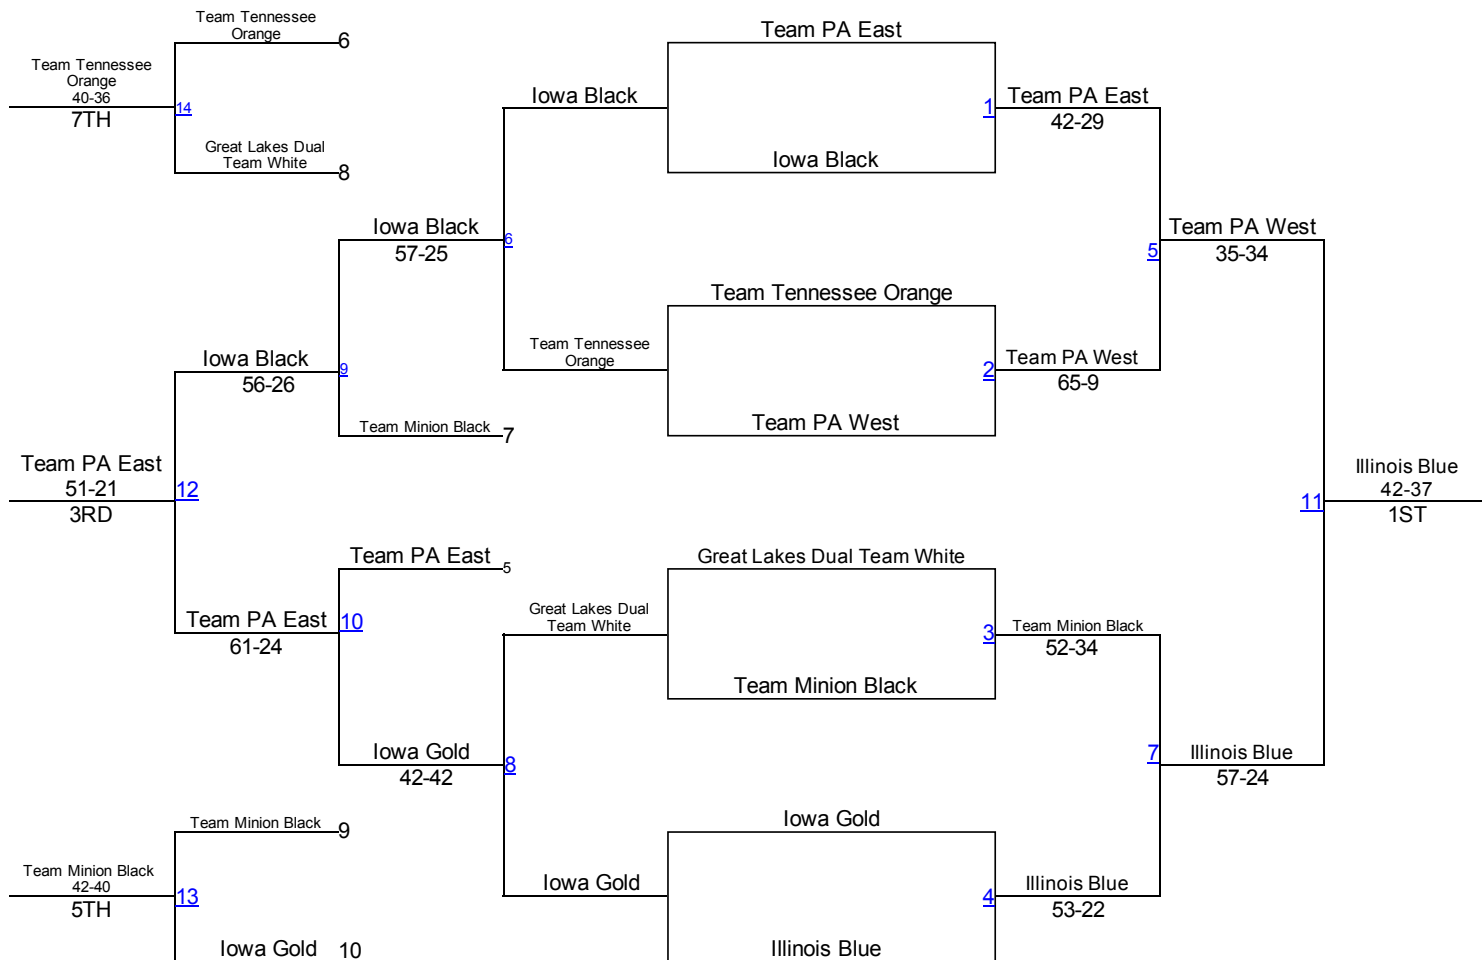 Team Tennessee
Orange
6
Team PA East
Team Tennessee
Orange
40-36
7TH
14
Iowa Black
1
Team PA East
42-29
Great Lakes Dual
Team White
8
Iowa Black
Iowa Black
57-25
6
Team PA West
35-34
5
Team Tennessee Orange
Iowa Black
56-26
9
Team Tennessee
Orange
2
Team PA West
65-9
Team Minion Black
7
Team PA West
Team PA East
51-21
3RD
12
11
Illinois Blue
42-37
1ST
Team PA East
5
Great Lakes Dual Team White
Team PA East
61-24
10
Great Lakes Dual
Team White
3
Team Minion Black
52-34
Team Minion Black
Iowa Gold
42-42
8
7
Illinois Blue
57-24
Team Minion Black
9
Iowa Gold
Team Minion Black
42-40
5TH
13
Iowa Gold
4
Illinois Blue
53-22
Iowa Gold
10
Illinois Blue